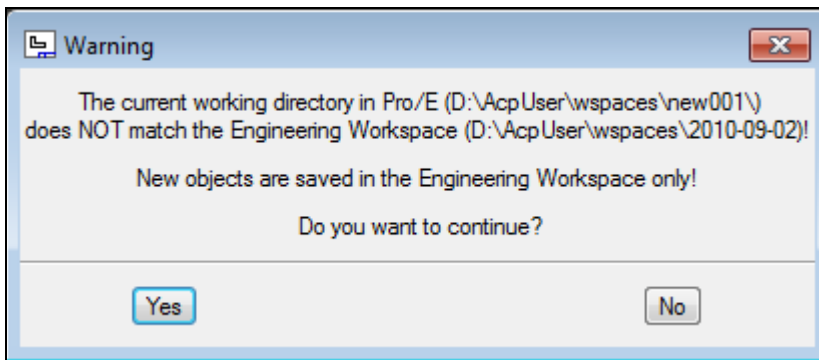 Warning
The current working directory in Pro/E (D:\AcpUser\wspaces\new001\)
does NOT match the Engineering Workspace (D:\AcpUser\wspaces\2010-09-02)!
New objects are saved in the Engineering Workspace only!
Do you want to continue?
Yes No